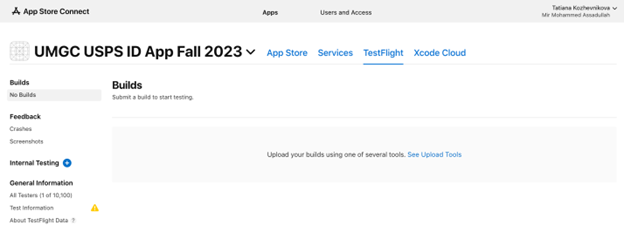 App Store Connect
Apps
Users and Access
Tatiana Kozhevnikova
Mir Mohammed Assadullah
UMGC USPS ID App Fall 2023
App Store
Services
TestFlight
Xcode Cloud
Builds
No Builds
Feedback
Crashes
Screenshots
Internal Testing
General Information
All Testers (1 of 10,100)
Test Information
About TestFlight Data ?
Builds
Submit a build to start testing.
Upload your builds using one of several tools. See Upload Tools